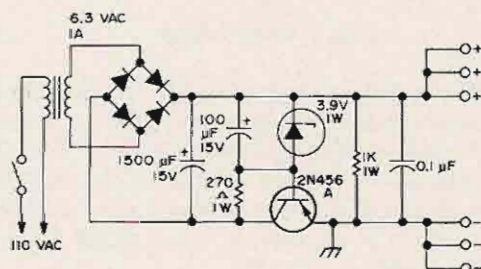 6.3 VAC
1A
110 VAC
1500 µF
15V
100
µF
15V
+
+
270
Ω
1W
3.9V
1W
2N456
A
1K
1W
0.1 µF
+
+
+
-
-
-